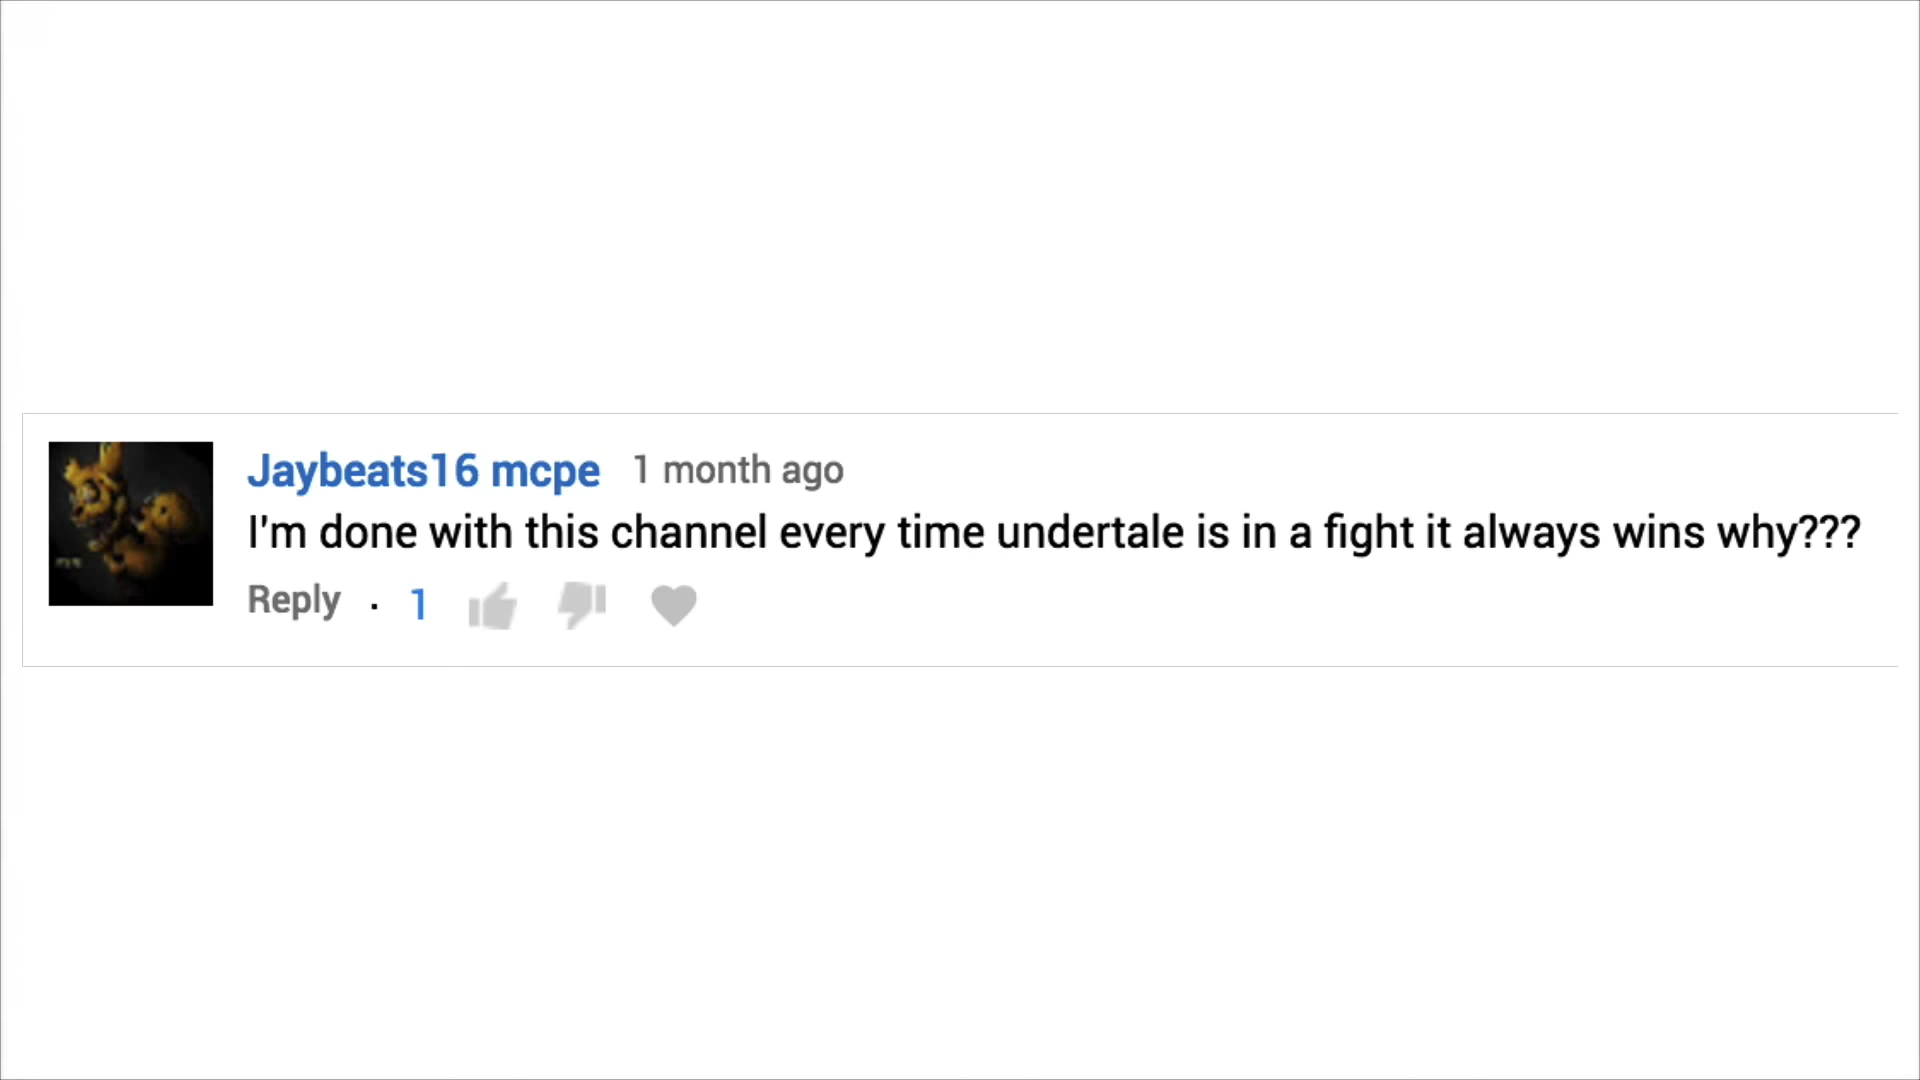 Jaybeats16 mcpe 1 month ago
I'm done with this channel every time undertale is in a fight it always wins why???
Reply · 1